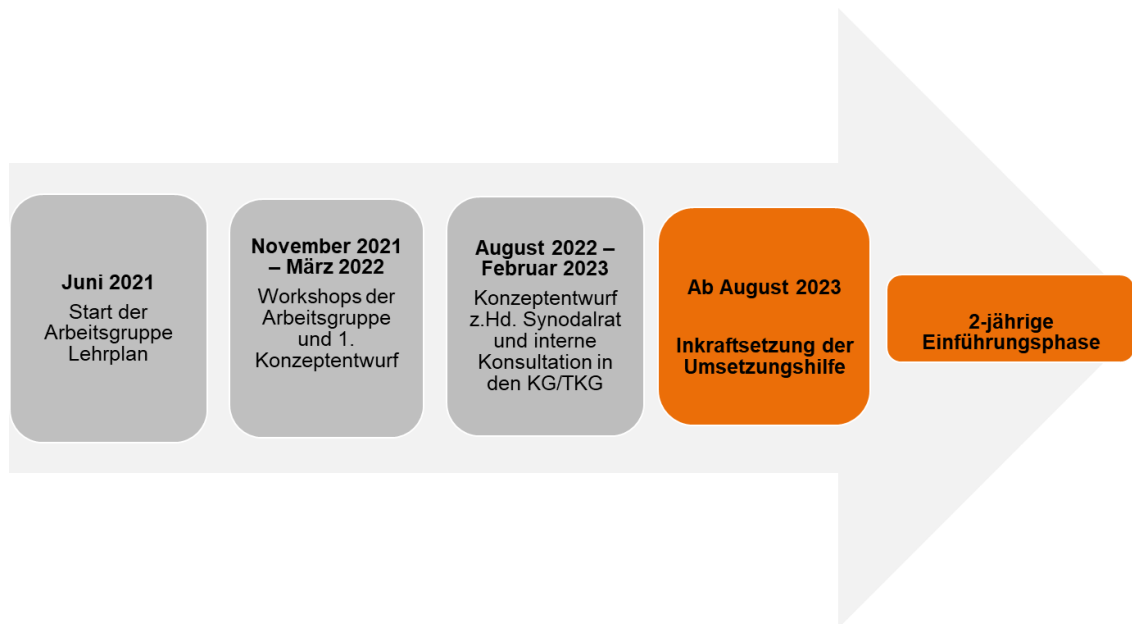 Juni 2021
Start der
Arbeitsgruppe
Lehrplan
November 2021
– März 2022
Workshops der
Arbeitsgruppe
und 1.
Konzeptentwurf
August 2022 –
Februar 2023
Konzeptentwurf
z.Hd. Synodalrat
und interne
Konsultation in
den KG/TKG
Ab August 2023
Inkraftsetzung der
Umsetzungshilfe
2-jährige
Einführungsphase